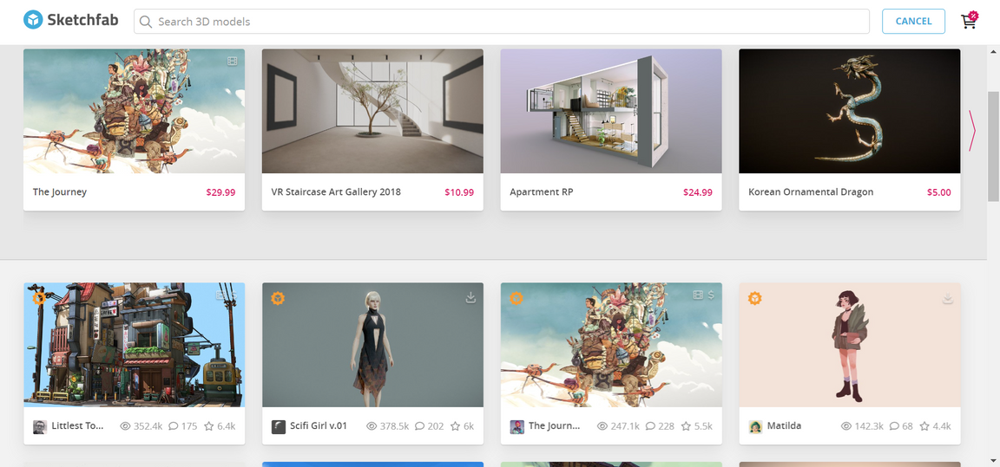 Sketchfab
Search 3D models
CANCEL
%
The Journey $29.99
VR Staircase Art Gallery 2018 $10.99
Apartment RP $24.99
Korean Ornamental Dragon $5.00
$
Littlest To... 352.4k 175 6.4k
Scifi Girl v.01 378.5k 202 6k
The Journ... 247.1k 228 5.5k
Matilda 142.3k 68 4.4k